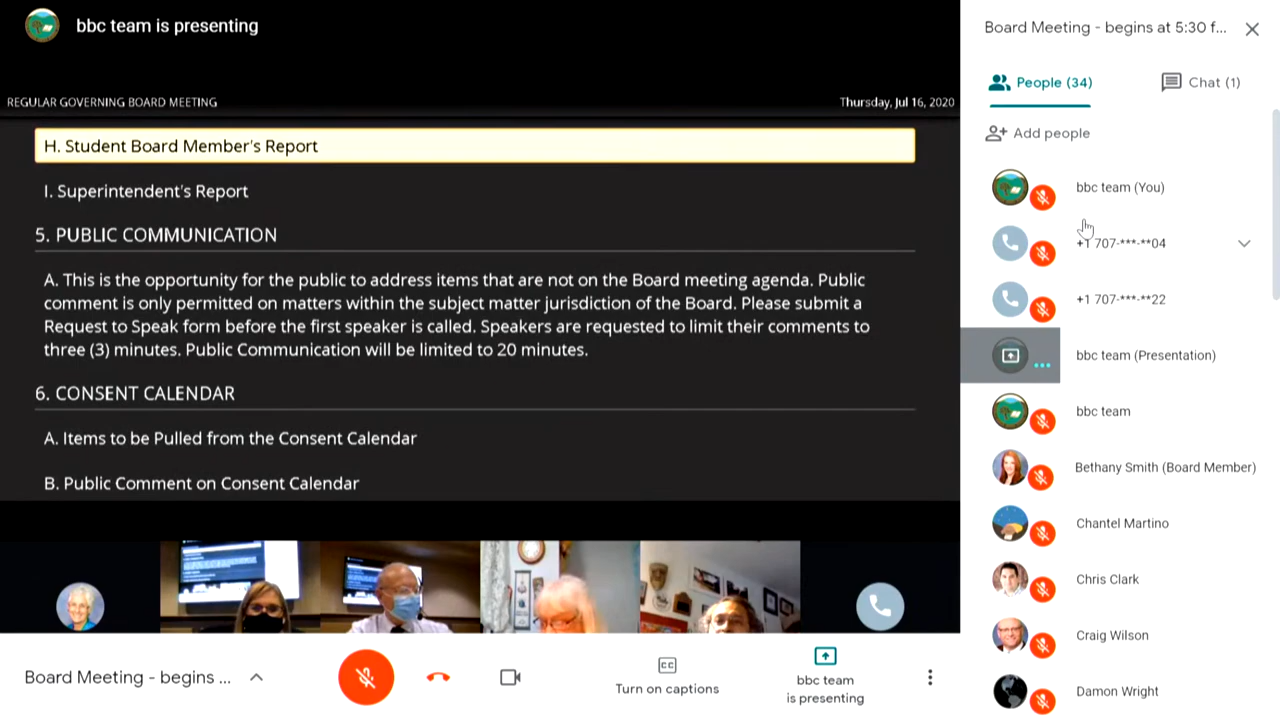 bbc team is presenting
REGULAR GOVERNING BOARD MEETING
Thursday, Jul 16, 2020
H. Student Board Member's Report
I. Superintendent's Report
5. PUBLIC COMMUNICATION
A. This is the opportunity for the public to address items that are not on the Board meeting agenda. Public
comment is only permitted on matters within the subject matter jurisdiction of the Board. Please submit a
Request to Speak form before the first speaker is called. Speakers are requested to limit their comments to
three (3) minutes. Public Communication will be limited to 20 minutes.
6. CONSENT CALENDAR
A. Items to be Pulled from the Consent Calendar
B. Public Comment on Consent Calendar
Board Meeting - begins ...
Turn on captions
bbc team
is presenting
Board Meeting - begins at 5:30 f...
People (34)
Chat (1)
Add people
bbc team (You)
+1 707-***-**04
+1 707-***-**22
bbc team (Presentation)
bbc team
Bethany Smith (Board Member)
Chantel Martino
Chris Clark
Craig Wilson
Damon Wright